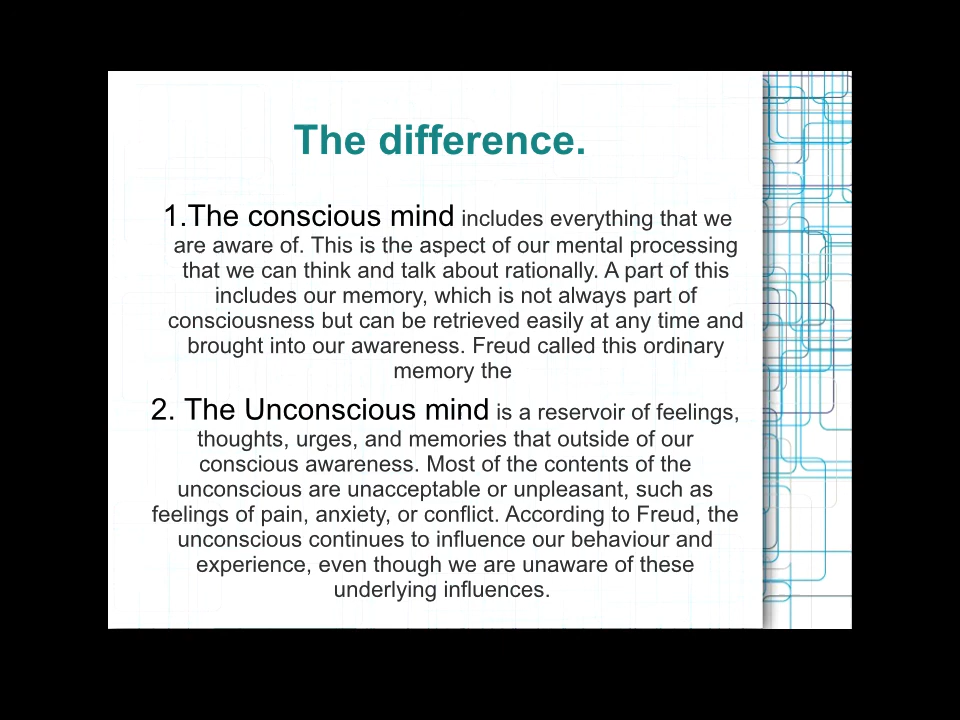 The difference.
1.The conscious mind includes everything that we
are aware of. This is the aspect of our mental processing
that we can think and talk about rationally. A part of this
includes our memory, which is not always part of
consciousness but can be retrieved easily at any time and
brought into our awareness. Freud called this ordinary
memory the
2. The Unconscious mind is a reservoir of feelings,
thoughts, urges, and memories that outside of our
conscious awareness. Most of the contents of the
unconscious are unacceptable or unpleasant, such as
feelings of pain, anxiety, or conflict. According to Freud, the
unconscious continues to influence our behaviour and
experience, even though we are unaware of these
underlying influences.